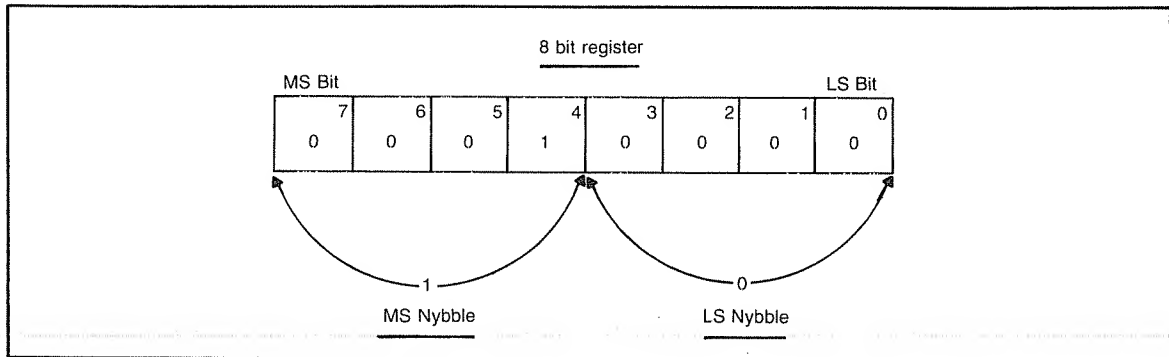 8 bit register
MS Bit LS Bit
7 6 5 4 3 2 1 0
0 0 0 1 0 0 0 0
1 0
MS Nybble LS Nybble